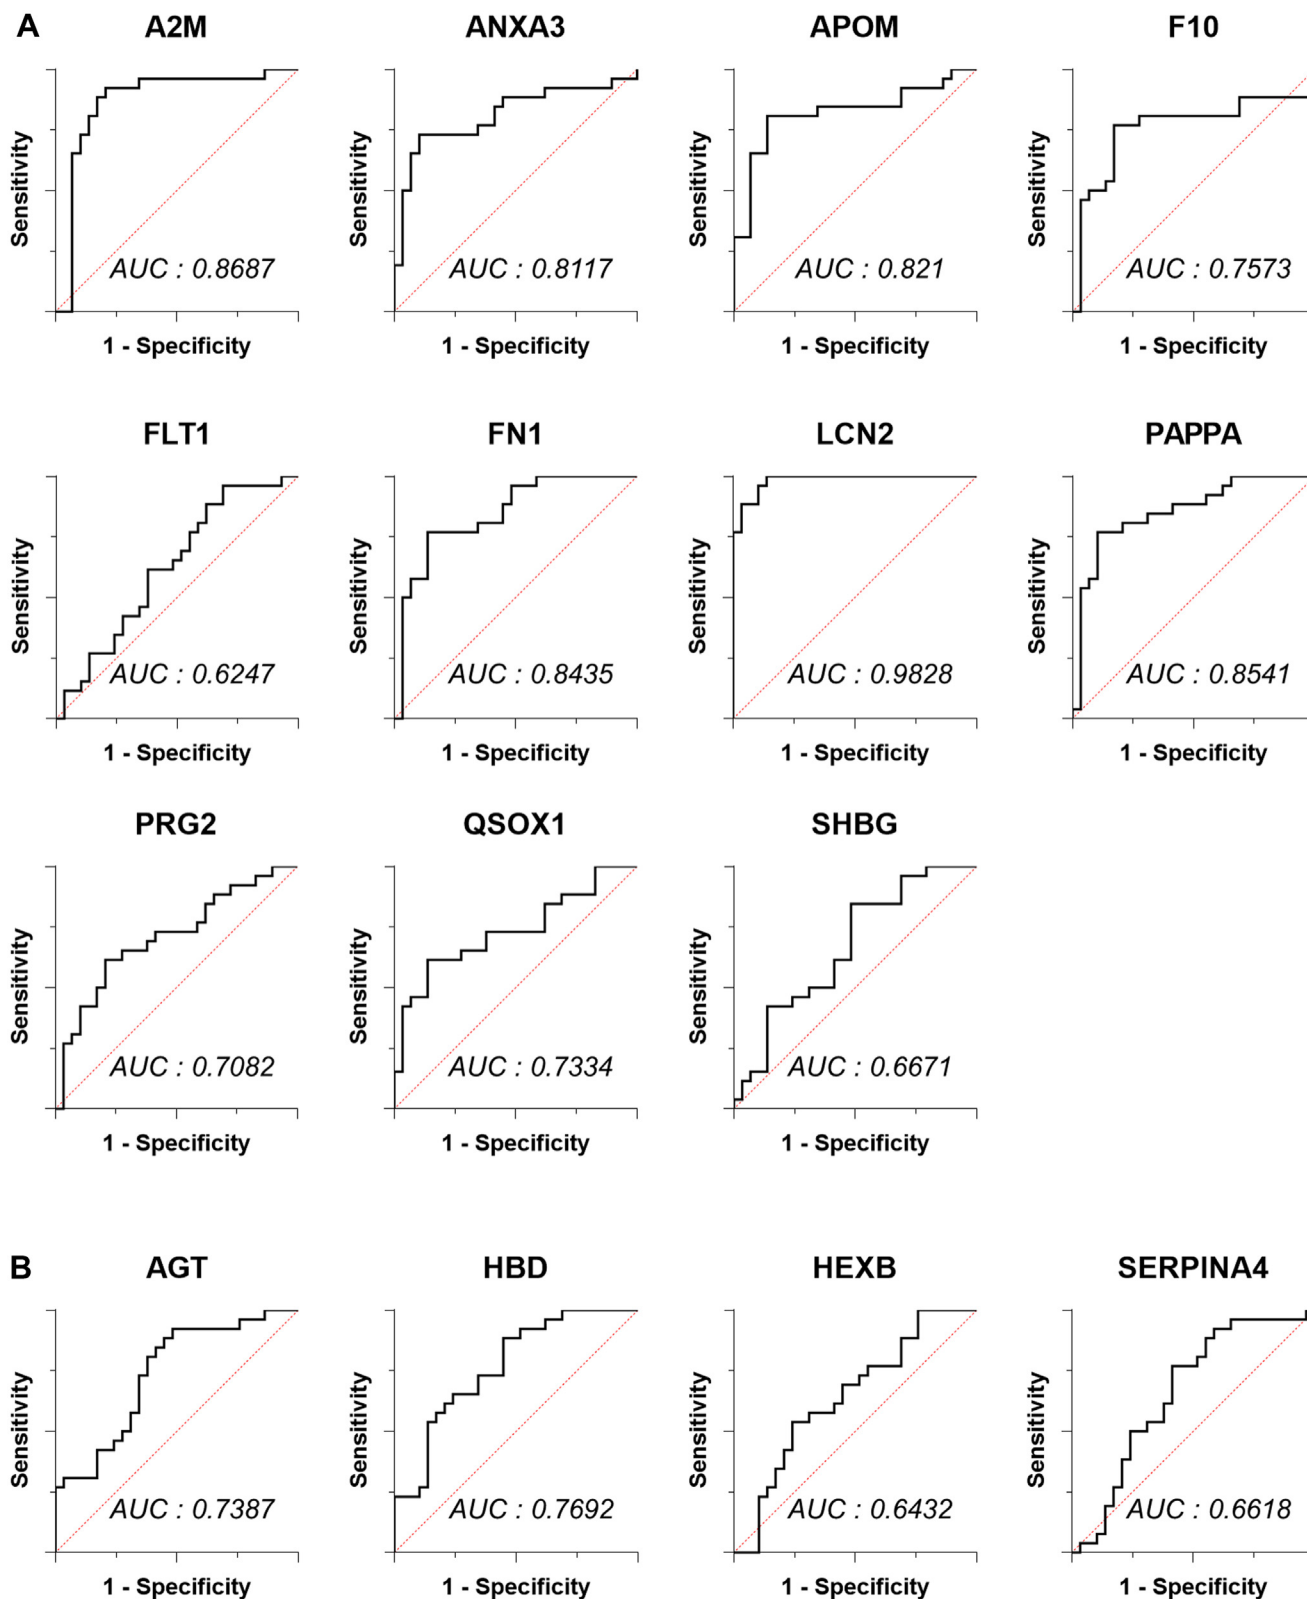 A
A2M
ANXA3
APOM
F10
Sensitivity
AUC : 0.8687
1 - Specificity
Sensitivity
AUC : 0.8117
1 - Specificity
Sensitivity
AUC : 0.821
1 - Specificity
Sensitivity
AUC : 0.7573
1 - Specificity
FLT1
FN1
LCN2
PAPPA
Sensitivity
AUC : 0.6247
1 - Specificity
Sensitivity
AUC : 0.8435
1 - Specificity
Sensitivity
AUC : 0.9828
1 - Specificity
Sensitivity
AUC : 0.8541
1 - Specificity
PRG2
QSOX1
SHBG
Sensitivity
AUC : 0.7082
1 - Specificity
Sensitivity
AUC : 0.7334
1 - Specificity
Sensitivity
AUC : 0.6671
1 - Specificity
B
AGT
HBD
HEXB
SERPINA4
Sensitivity
AUC : 0.7387
1 - Specificity
Sensitivity
AUC : 0.7692
1 - Specificity
Sensitivity
AUC : 0.6432
1 - Specificity
Sensitivity
AUC : 0.6618
1 - Specificity